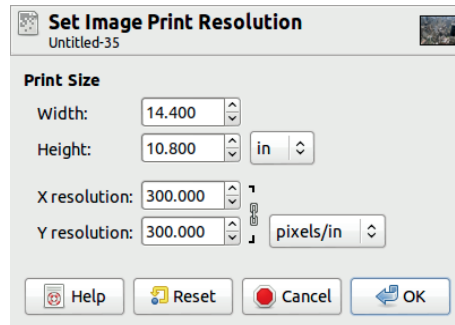 Set Image Print Resolution
Untitled-35
Print Size
Width: 14.400
Height: 10.800 in
X resolution: 300.000
Y resolution: 300.000 pixels/in
Help Reset Cancel OK